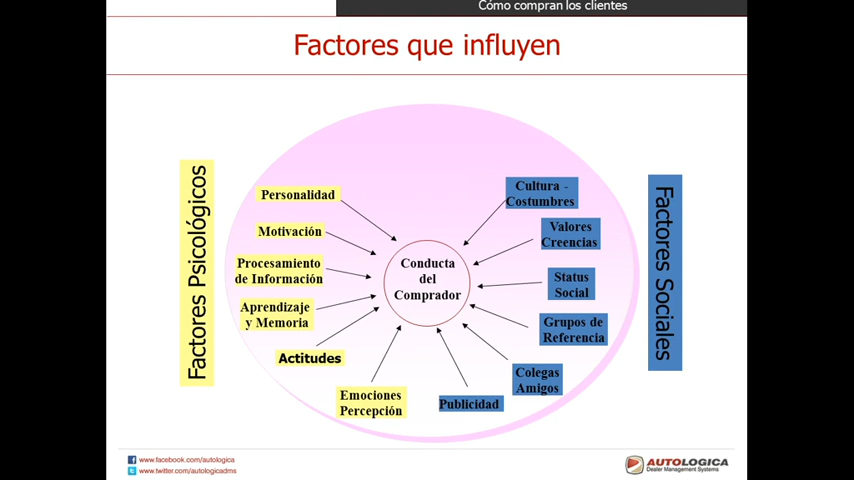 Cómo compran los clientes
Factores que influyen
Factores Psicológicos
Personalidad
Motivación
Procesamiento
de Información
Aprendizaje
y Memoria
Actitudes
Emociones
Percepción
Conducta
del
Comprador
Cultura -
Costumbres
Valores
Creencias
Status
Social
Grupos de
Referencia
Colegas
Amigos
Publicidad
Factores Sociales
www.facebook.com/autologica
www.twitter.com/autologicadms
AUTOLOGICA
Dealer Management Systems